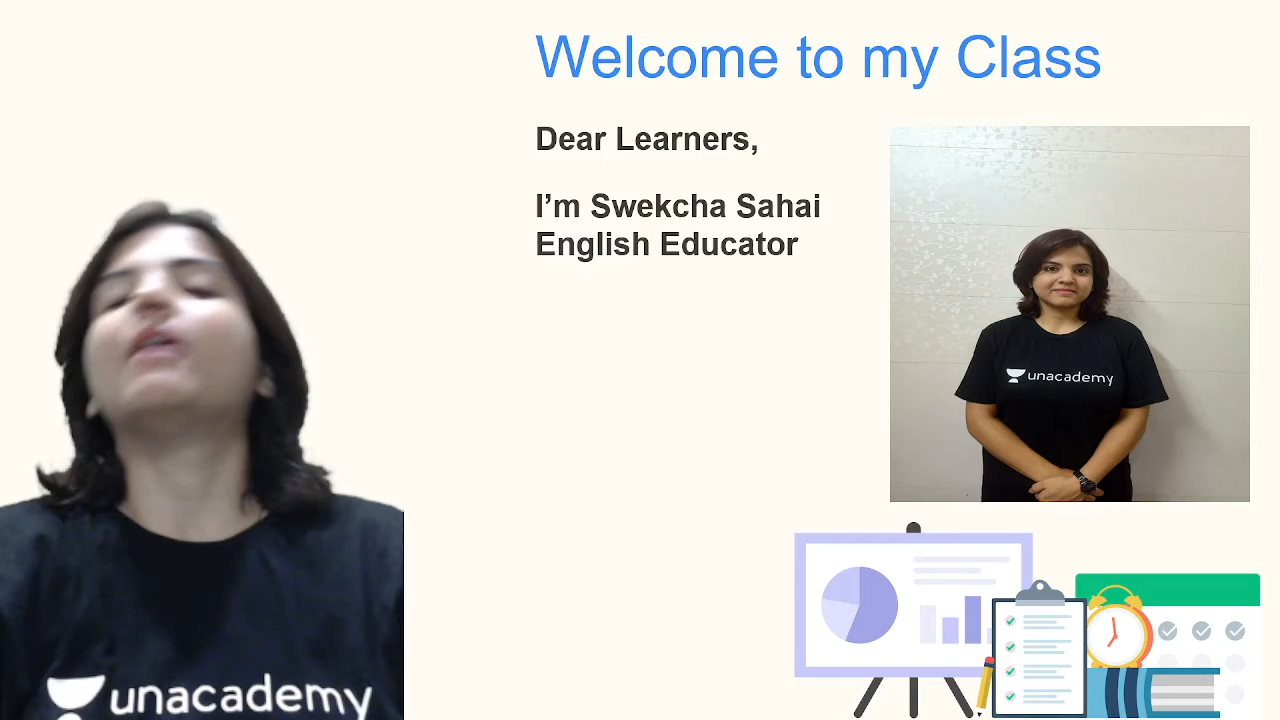 Welcome to my Class
Dear Learners,
I’m Swekcha Sahai
English Educator
unacademy
unacademy